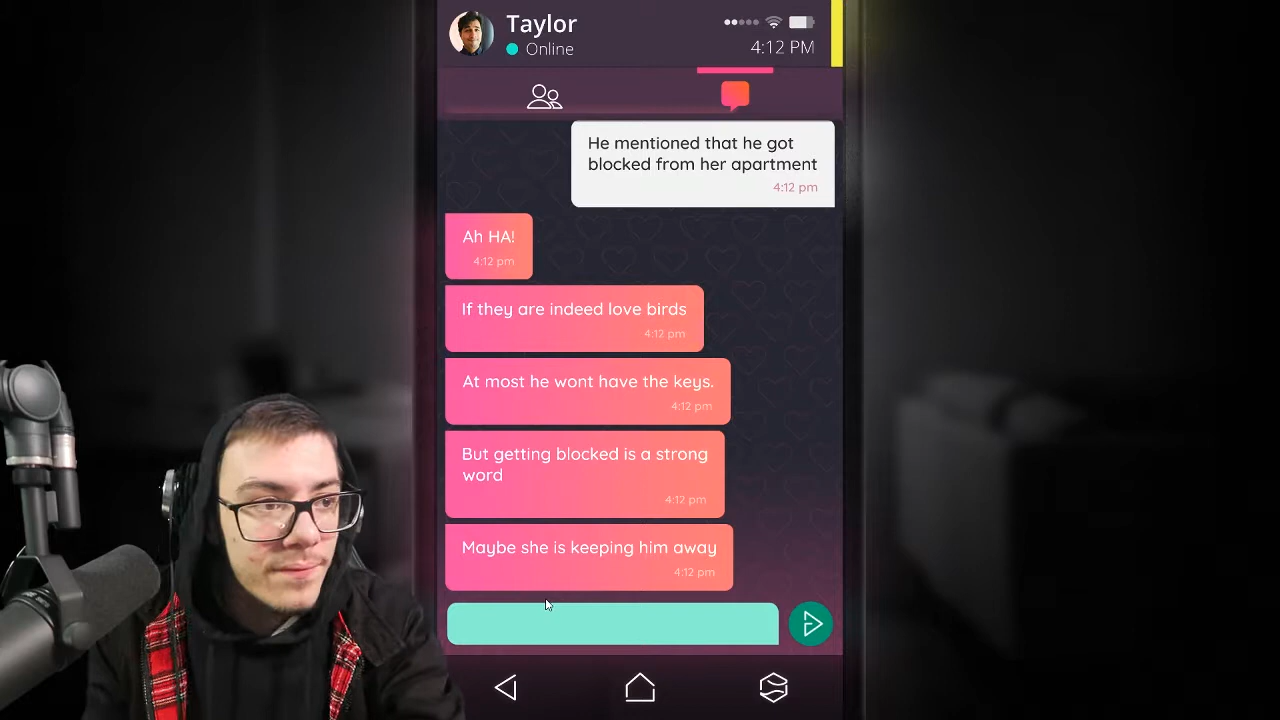 Taylor
Online
4:12 PM
He mentioned that he got
blocked from her apartment
4:12 pm
Ah HA!
4:12 pm
If they are indeed love birds
4:12 pm
At most he wont have the keys.
4:12 pm
But getting blocked is a strong
word
4:12 pm
Maybe she is keeping him away
4:12 pm